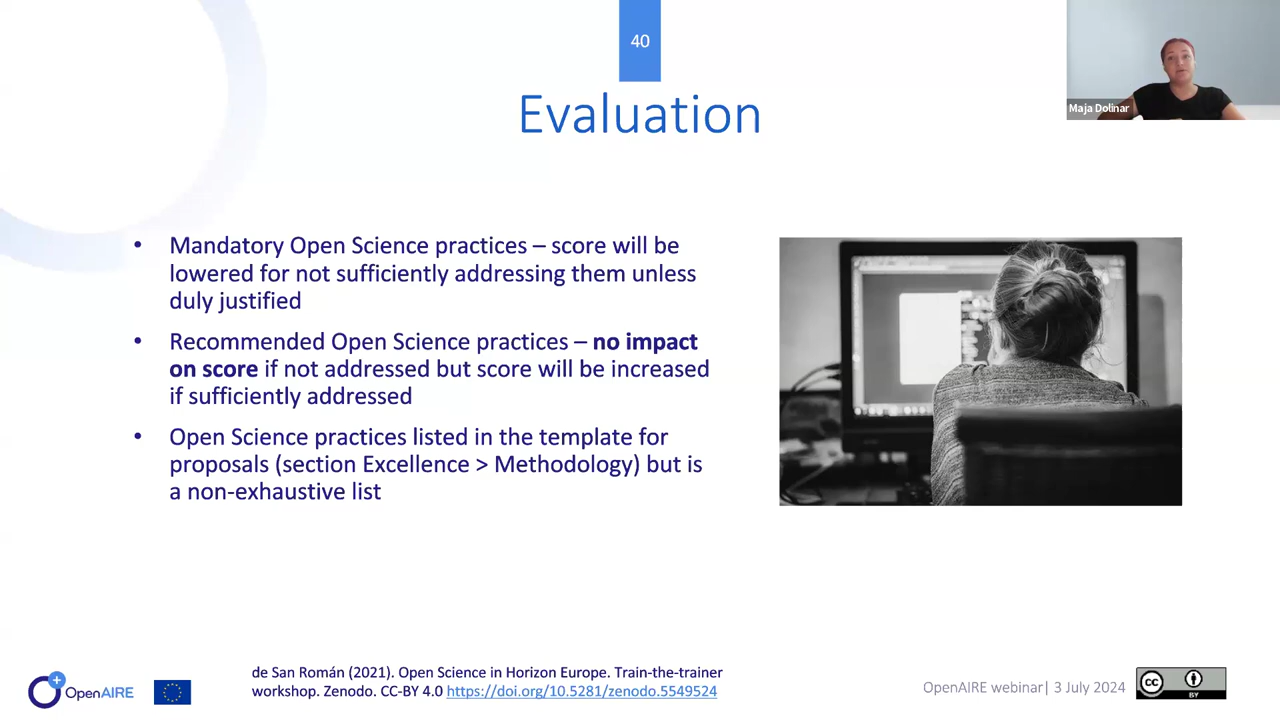 40
Maja Dolinar
Evaluation
• Mandatory Open Science practices – score will be
lowered for not sufficiently addressing them unless
duly justified
• Recommended Open Science practices – no impact
on score if not addressed but score will be increased
if sufficiently addressed
• Open Science practices listed in the template for
proposals (section Excellence > Methodology) but is
a non-exhaustive list
de San Román (2021). Open Science in Horizon Europe. Train-the-trainer
workshop. Zenodo. CC-BY 4.0 https://doi.org/10.5281/zenodo.5549524
OpenAIRE
OpenAIRE webinar| 3 July 2024
cc
BY